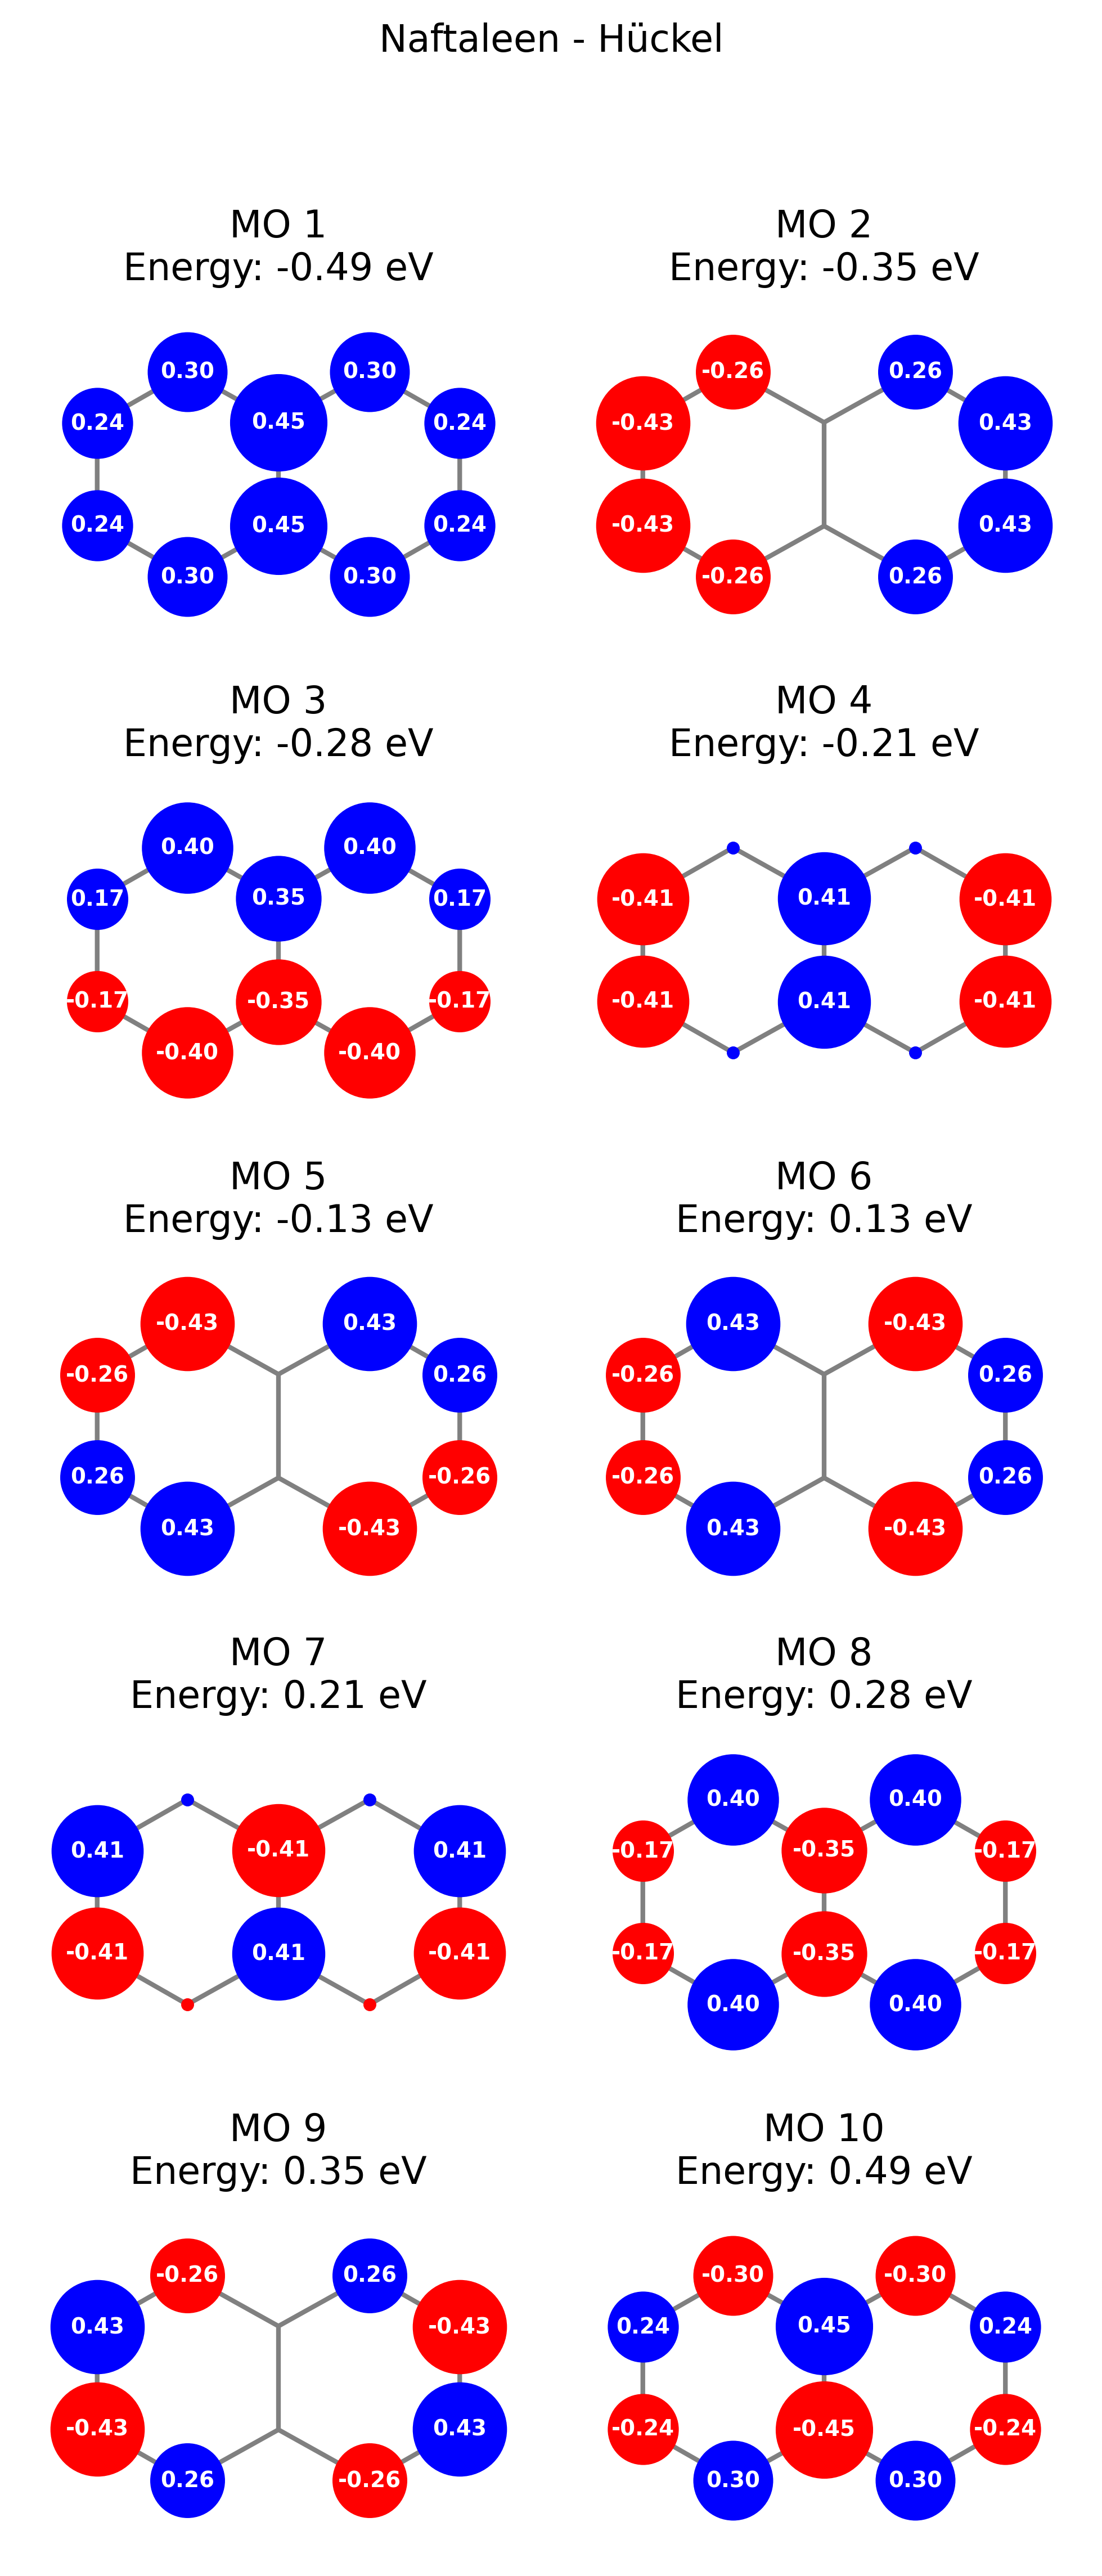 Naftaleen - Hückel
MO 1
Energy: -0.49 eV
0.30 0.30
0.24 0.45 0.24
0.24 0.45 0.24
0.30 0.30
MO 2
Energy: -0.35 eV
-0.26 0.26
-0.43 0.43
-0.43 0.43
-0.26 0.26
MO 3
Energy: -0.28 eV
0.40 0.40
0.17 0.35 0.17
-0.17 -0.35 -0.17
-0.40 -0.40
MO 4
Energy: -0.21 eV
-0.41 0.41 -0.41
-0.41 0.41 -0.41
MO 5
Energy: -0.13 eV
-0.43 0.43
-0.26 0.26
0.26 -0.26
0.43 -0.43
MO 6
Energy: 0.13 eV
0.43 -0.43
-0.26 0.26
-0.26 0.26
0.43 -0.43
MO 7
Energy: 0.21 eV
0.41 -0.41 0.41
-0.41 0.41 -0.41
MO 8
Energy: 0.28 eV
0.40 0.40
-0.17 -0.35 -0.17
-0.17 -0.35 -0.17
0.40 0.40
MO 9
Energy: 0.35 eV
-0.26 0.26
0.43 -0.43
-0.43 0.43
0.26 -0.26
MO 10
Energy: 0.49 eV
-0.30 -0.30
0.24 0.45 0.24
-0.24 -0.45 -0.24
0.30 0.30